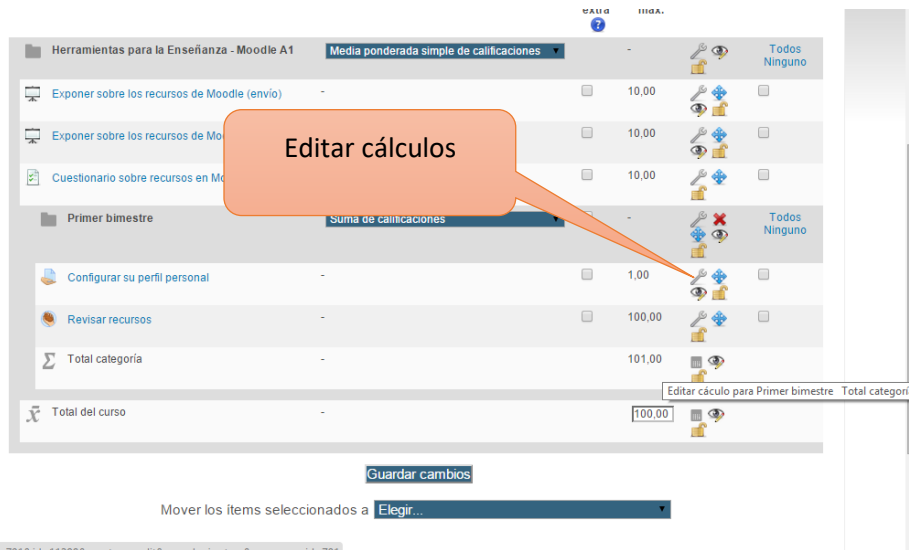 extra máx.
Herramientas para la Enseñanza - Moodle A1 Media ponderada simple de calificaciones - Todos
Ninguno
Exponer sobre los recursos de Moodle (envío) - 10,00
Exponer sobre los recursos de 10,00
Editar cálculos
Cuestionario sobre recursos en 10,00
Primer bimestre Suma de calificaciones - Todos
Ninguno
Configurar su perfil personal - 1,00
Revisar recursos - 100,00
Total categoría - 101,00
Editar cáculo para Primer bimestre Total categorí
Total del curso - 100,00
Guardar cambios
Mover los ítems seleccionados a Elegir...